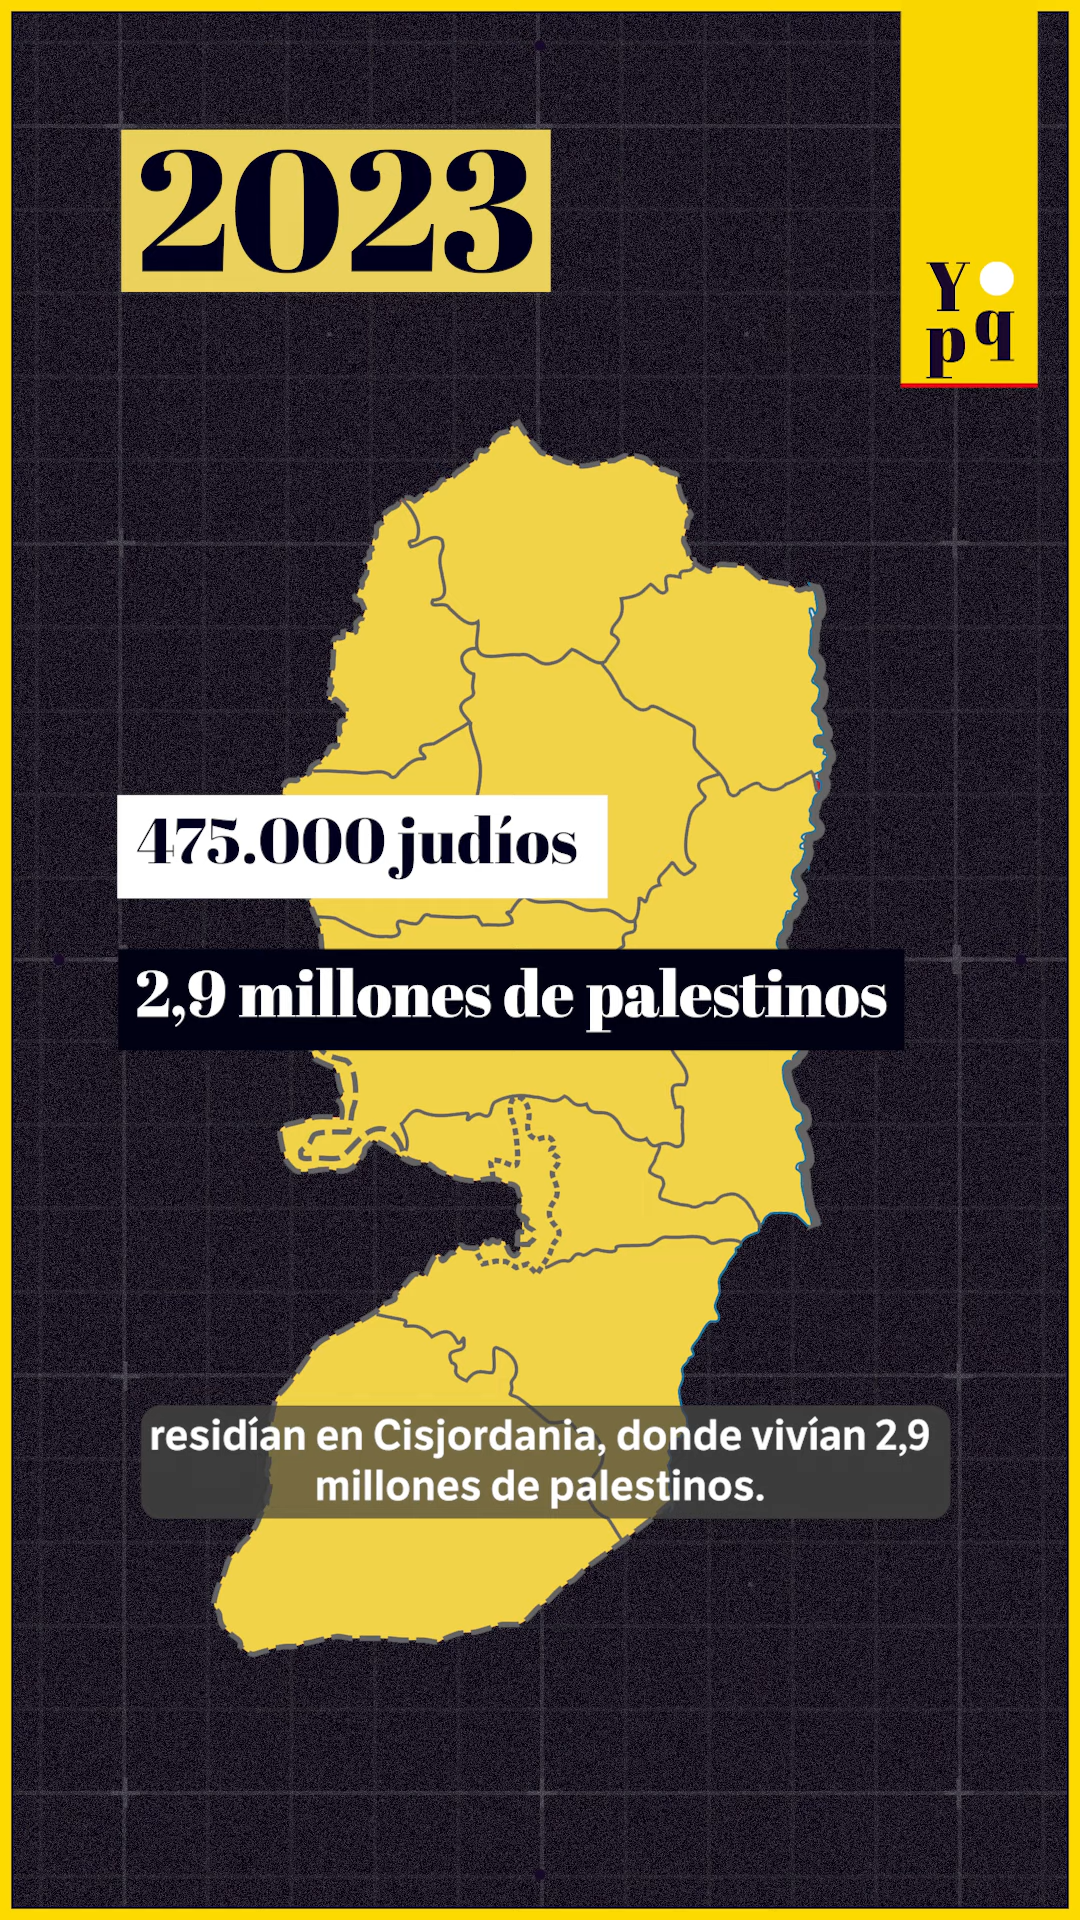 2023
Y
pq
475.000 judíos
2,9 millones de palestinos
residían en Cisjordania, donde vivían 2,9
millones de palestinos.